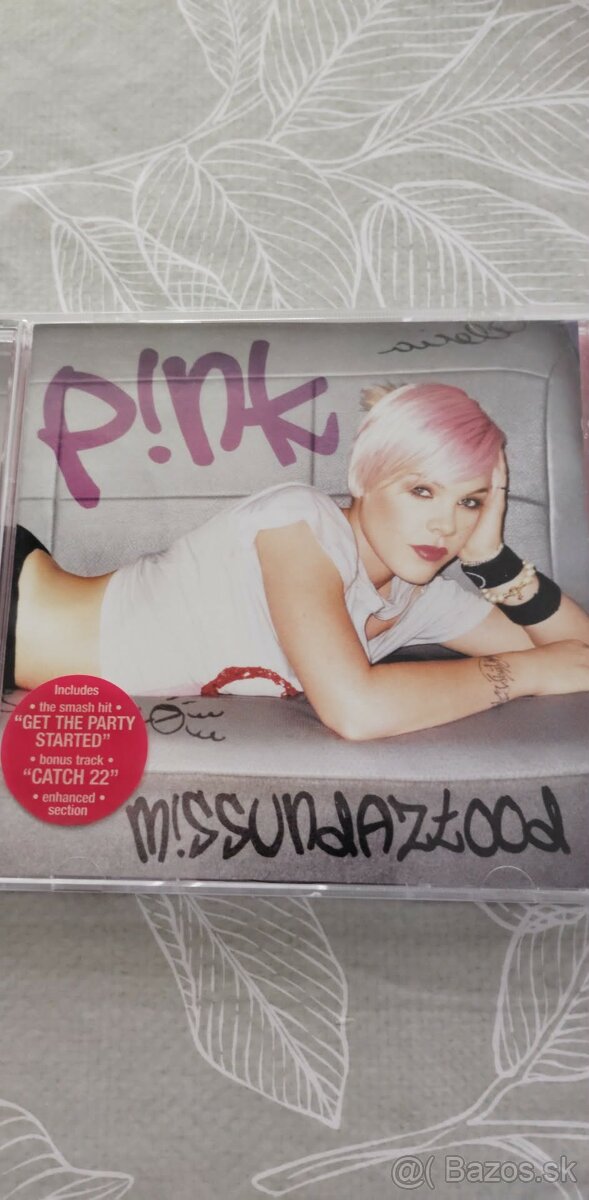 P!nk
Includes
• the smash hit •
"GET THE PARTY
STARTED"
• bonus track •
"CATCH 22"
• enhanced •
section
M!SSUNDAZTOOD
@( Bazos.sk